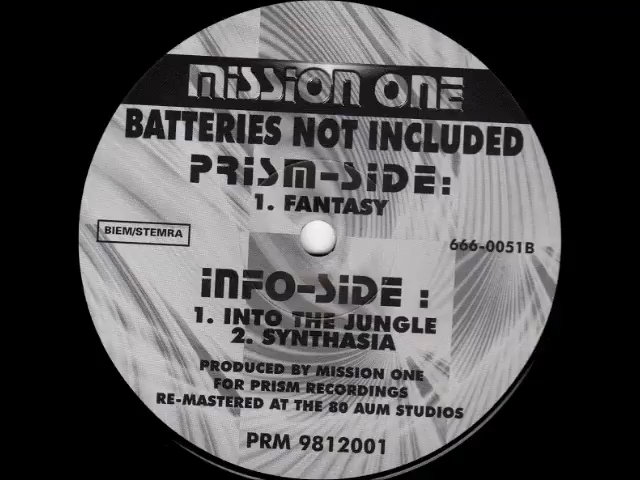 MISSION ONE
BATTERIES NOT INCLUDED
PRISM-SIDE:
1. FANTASY
BIEM/STEMRA
666-0051B
INFO-SIDE :
1. INTO THE JUNGLE
2. SYNTHASIA
PRODUCED BY MISSION ONE
FOR PRISM RECORDINGS
RE-MASTERED AT THE 80 AUM STUDIOS
PRM 9812001